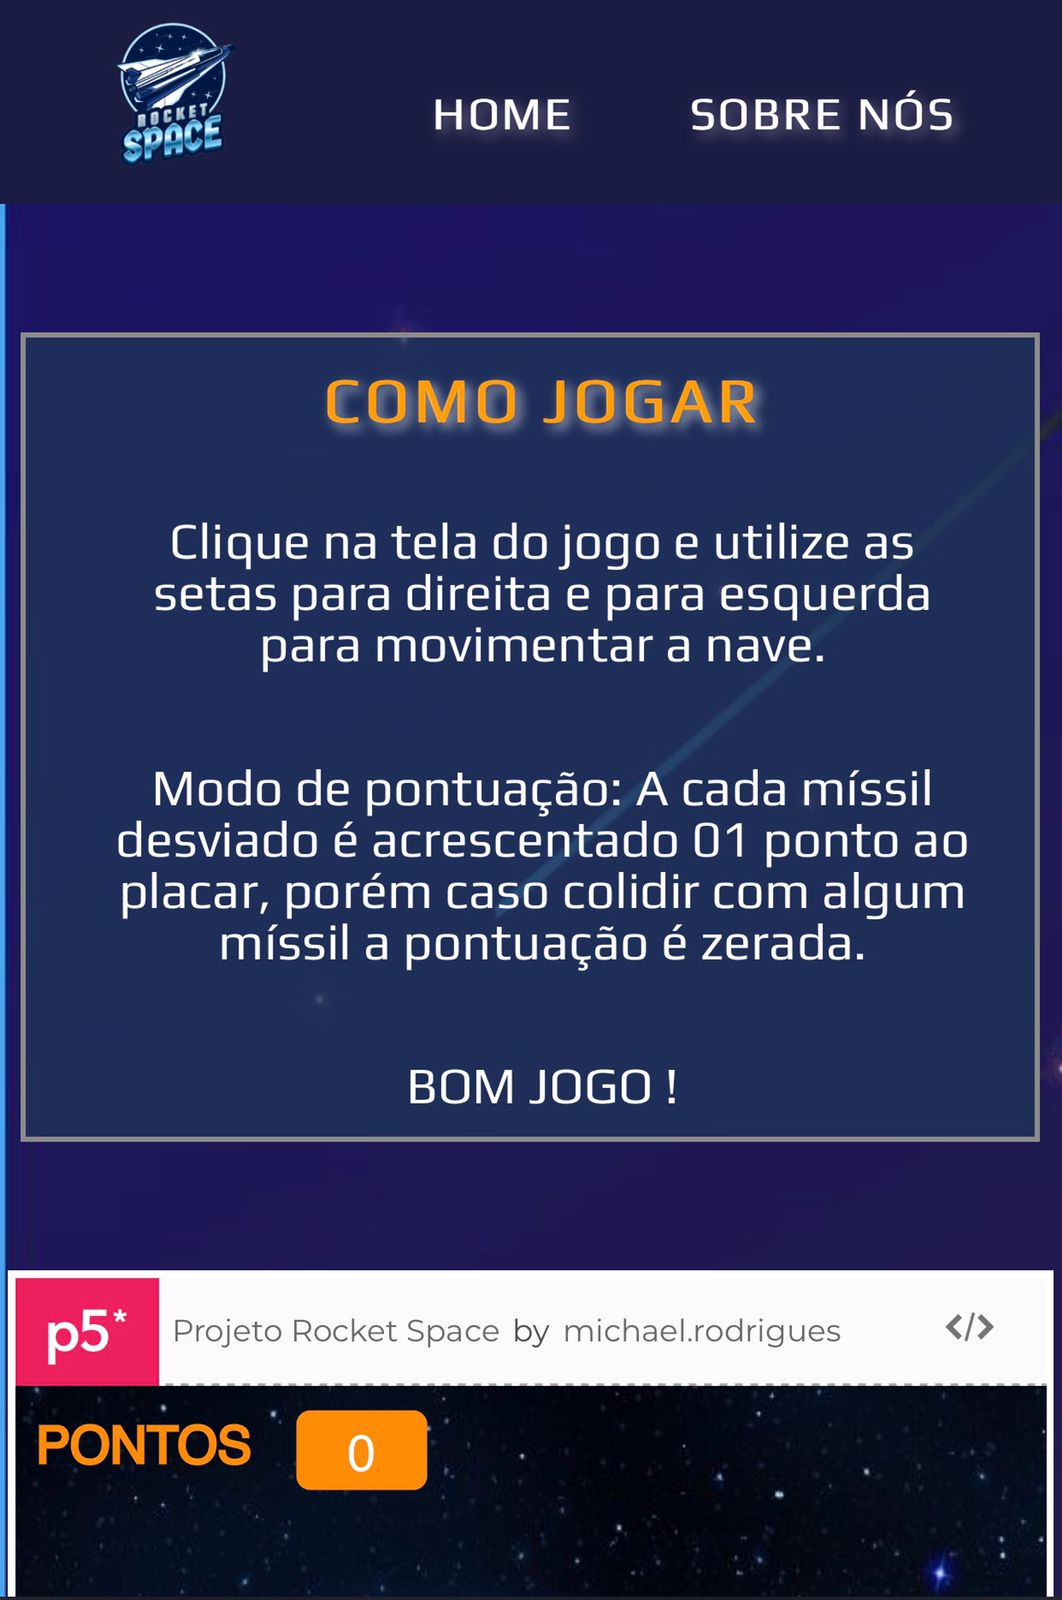 ROCKET
SPACE
HOME
SOBRE NÓS
COMO JOGAR
Clique na tela do jogo e utilize as
setas para direita e para esquerda
para movimentar a nave.
Modo de pontuação: A cada míssil
desviado é acrescentado 01 ponto ao
placar, porém caso colidir com algum
míssil a pontuação é zerada.
BOM JOGO !
p5*
Projeto Rocket Space by michael.rodrigues
</>
PONTOS 0